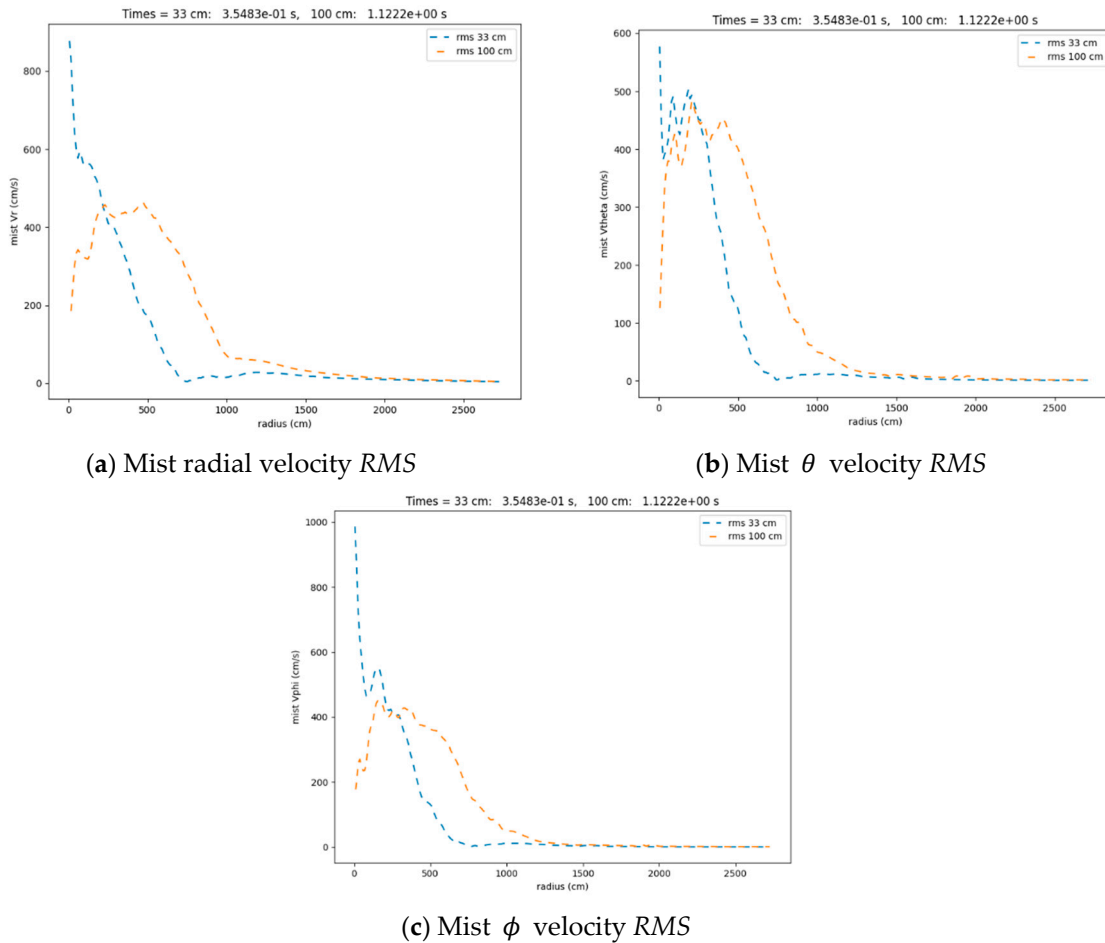 Times = 33 cm: 3.5483e-01 s, 100 cm: 1.1222e+00 s
rms 33 cm
rms 100 cm
mist Vr (cm/s)
800
600
400
200
0
0 500 1000 1500 2000 2500
radius (cm)
(a) Mist radial velocity RMS
Times = 33 cm: 3.5483e-01 s, 100 cm: 1.1222e+00 s
rms 33 cm
rms 100 cm
mist Vtheta (cm/s)
600
500
400
300
200
100
0
0 500 1000 1500 2000 2500
radius (cm)
(b) Mist θ velocity RMS
Times = 33 cm: 3.5483e-01 s, 100 cm: 1.1222e+00 s
rms 33 cm
rms 100 cm
mist Vphi (cm/s)
1000
800
600
400
200
0
0 500 1000 1500 2000 2500
radius (cm)
(c) Mist ϕ velocity RMS